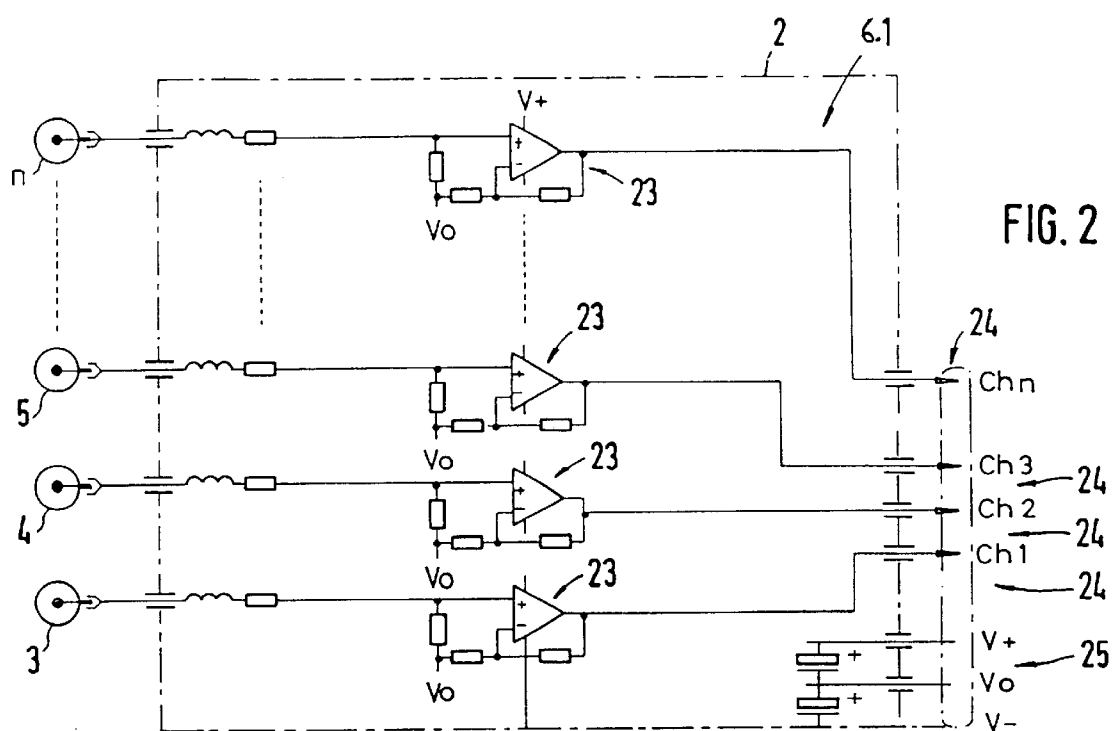 2
6.1
V+
+
-
n
23
Vo
FIG. 2
23
24
Ch n
5
+
-
Vo
23
Ch 3
24
4
+
-
Ch 2
24
Vo
23
Ch 1
24
3
+
-
V+
+
25
Vo
Vo
+
V-